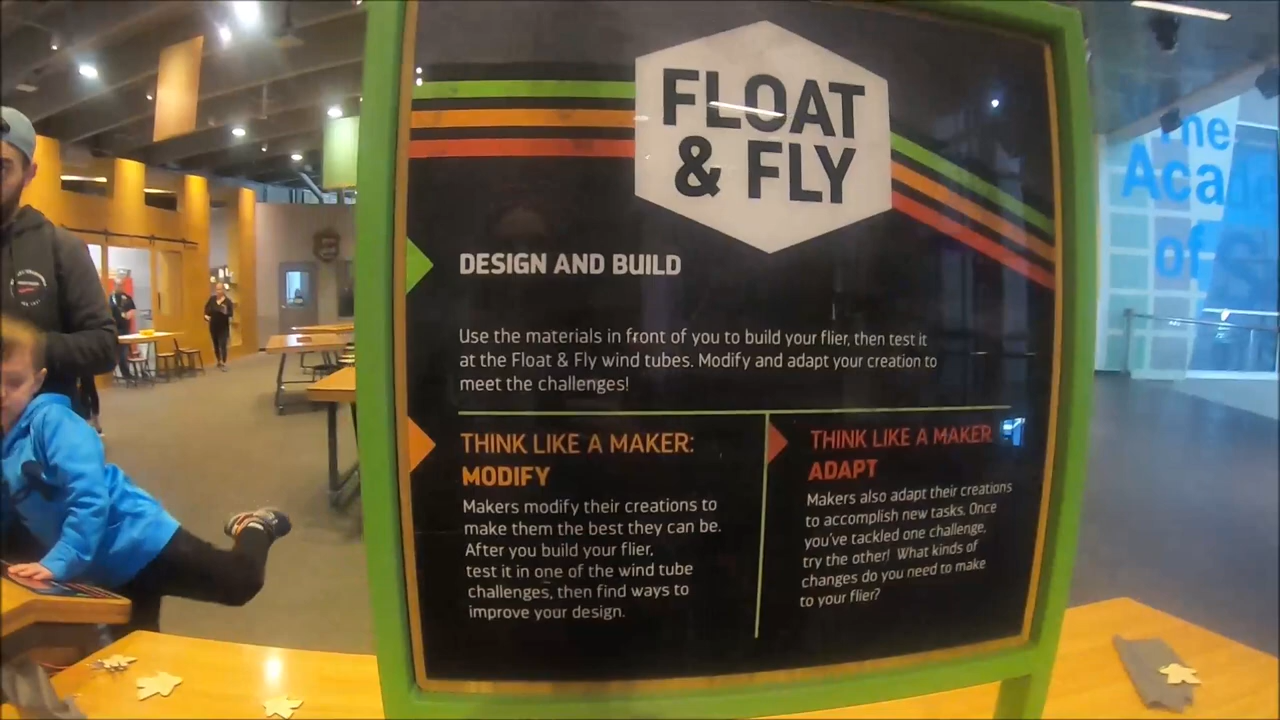 FLOAT
& FLY
DESIGN AND BUILD
Use the materials in front of you to build your flier, then test it
at the Float & Fly wind tubes. Modify and adapt your creation to
meet the challenges!
THINK LIKE A MAKER:
MODIFY
Makers modify their creations to
make them the best they can be.
After you build your flier,
test it in one of the wind tube
challenges, then find ways to
improve your design.
THINK LIKE A MAKER
ADAPT
Makers also adapt their creations
to accomplish new tasks. Once
you've tackled one challenge,
try the other! What kinds of
changes do you need to make
to your flier?
The
of